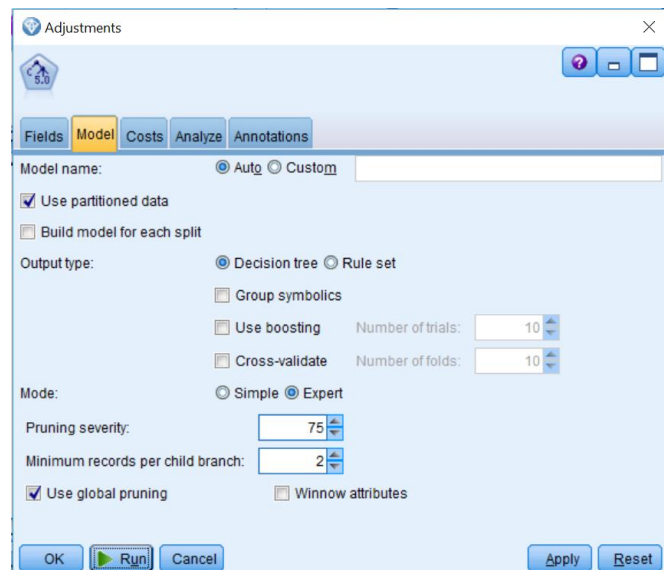 Adjustments
C 5.0
Fields Model Costs Analyze Annotations
Model name: Auto Custom
Use partitioned data
Build model for each split
Output type: Decision tree Rule set
Group symbolics
Use boosting Number of trials: 10
Cross-validate Number of folds: 10
Mode: Simple Expert
Pruning severity: 75
Minimum records per child branch: 2
Use global pruning Winnow attributes
OK Run Cancel Apply Reset